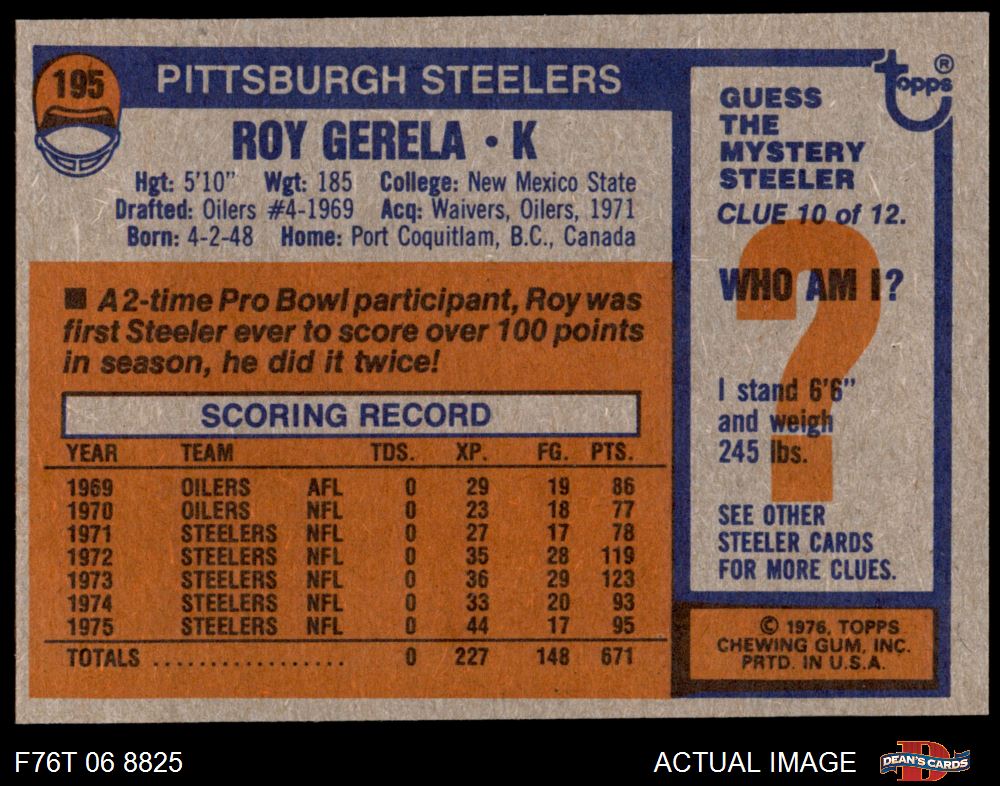 195
PITTSBURGH STEELERS
ROY GERELA • K
Hgt: 5'10" Wgt: 185 College: New Mexico State
Drafted: Oilers #4-1969 Acq: Waivers, Oilers, 1971
Born: 4-2-48 Home: Port Coquitlam, B.C., Canada
■ A 2-time Pro Bowl participant, Roy was
first Steeler ever to score over 100 points
in season, he did it twice!
SCORING RECORD
YEAR TEAM TDS. XP. FG. PTS.
1969 OILERS AFL 0 29 19 86
1970 OILERS NFL 0 23 18 77
1971 STEELERS NFL 0 27 17 78
1972 STEELERS NFL 0 35 28 119
1973 STEELERS NFL 0 36 29 123
1974 STEELERS NFL 0 33 20 93
1975 STEELERS NFL 0 44 17 95
TOTALS .................. 0 227 148 671
topps ®
GUESS
THE
MYSTERY
STEELER
CLUE 10 of 12.
?
WHO AM I?
I stand 6'6"
and weigh
245 lbs.
SEE OTHER
STEELER CARDS
FOR MORE CLUES.
© 1976, TOPPS
CHEWING GUM, INC.
PRTD. IN U.S.A.
F76T 06 8825
ACTUAL IMAGE
D
DEAN'S CARDS